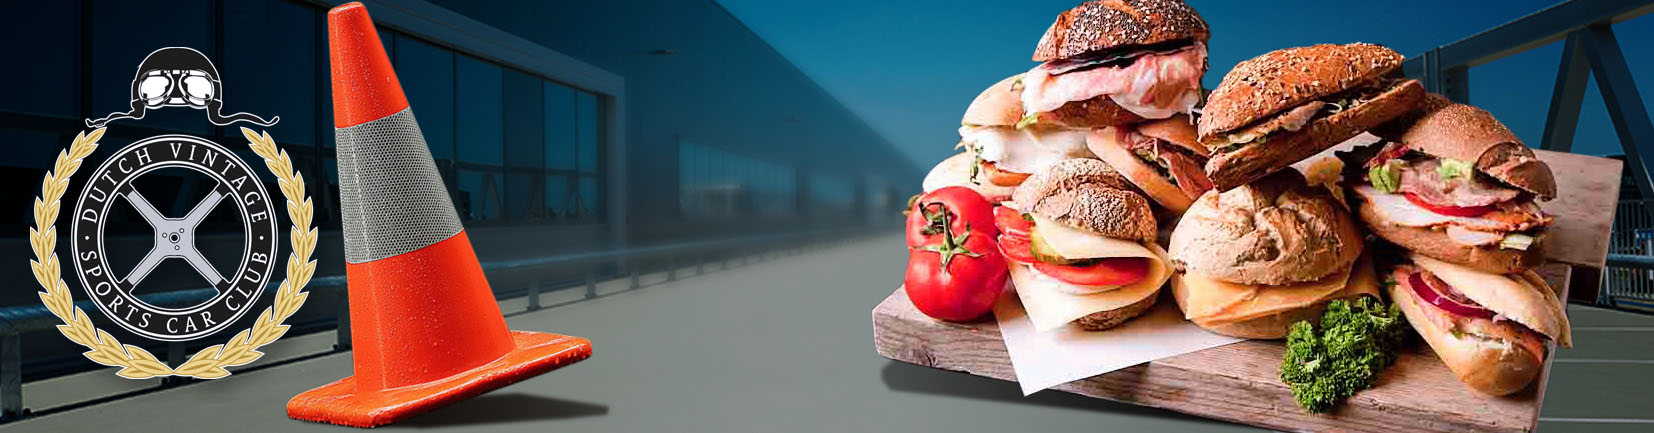 DUTCH VINTAGE
SPORTS CAR CLUB